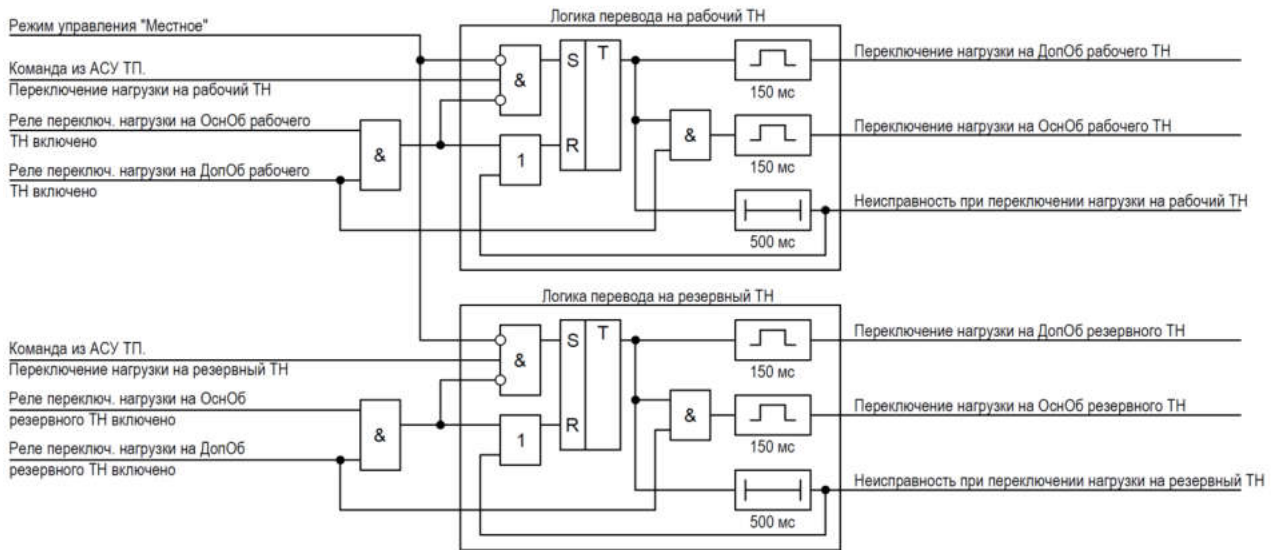 Логика перевода на рабочий ТН
Режим управления "Местное"
Команда из АСУ ТП.
Переключение нагрузки на рабочий ТН
Реле переключ. нагрузки на ОснОб рабочего
ТН включено
Реле переключ. нагрузки на ДопОб рабочего
ТН включено
&
&
1
S
T
R
150 мс
&
150 мс
500 мс
Переключение нагрузки на ДопОб рабочего ТН
Переключение нагрузки на ОснОб рабочего ТН
Неисправность при переключении нагрузки на рабочий ТН
Логика перевода на резервный ТН
Команда из АСУ ТП.
Переключение нагрузки на резервный ТН
Реле переключ. нагрузки на ОснОб
резервного ТН включено
Реле переключ. нагрузки на ДопОб
резервного ТН включено
&
&
1
S
T
R
150 мс
&
150 мс
500 мс
Переключение нагрузки на ДопОб резервного ТН
Переключение нагрузки на ОснОб резервного ТН
Неисправность при переключении нагрузки на резервный ТН